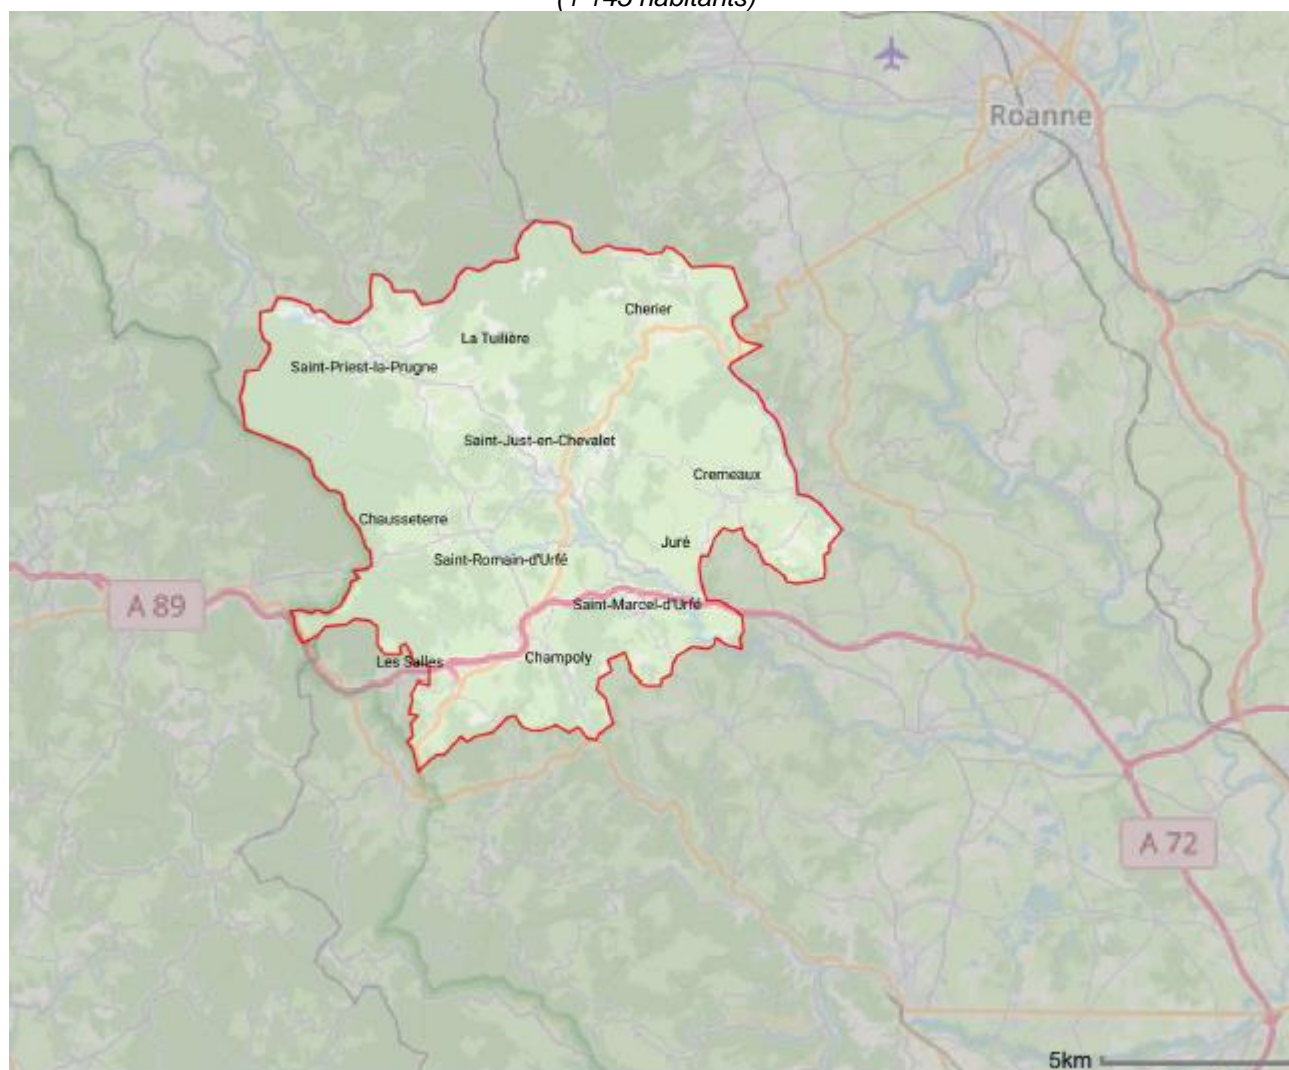 habitants)
Roanne
Cherier
La Tuilière
Saint-Priest-la-Prugne
Saint-Just-en-Chevalet
Cremeaux
Chausseterre
Juré
Saint-Romain-d'Urfé
A 89
Saint-Marcel-d'Urfé
Les Salles
Champoly
A 72
5km